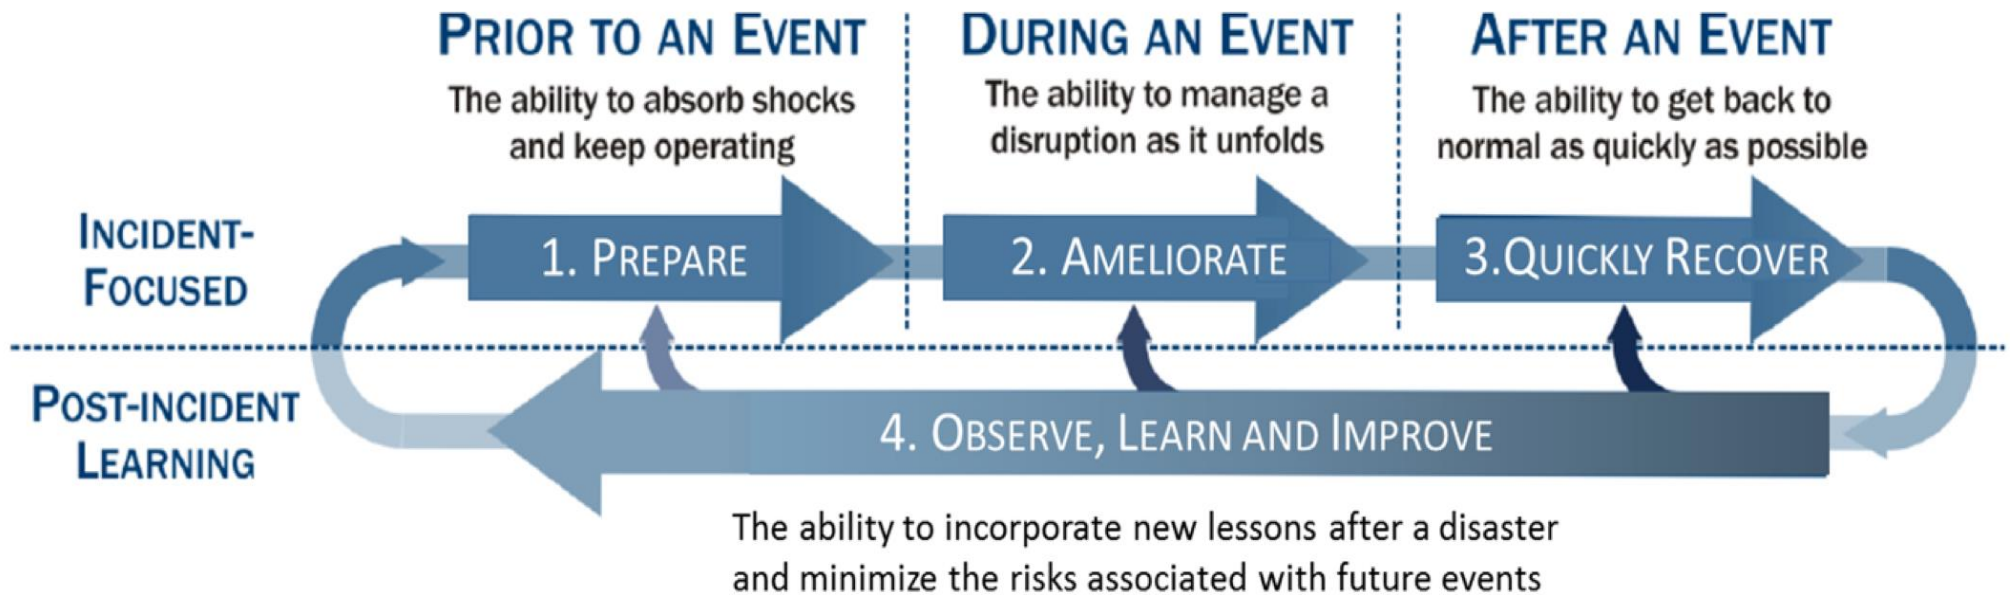 PRIOR TO AN EVENT
The ability to absorb shocks
and keep operating
DURING AN EVENT
The ability to manage a
disruption as it unfolds
AFTER AN EVENT
The ability to get back to
normal as quickly as possible
INCIDENT-
FOCUSED
1. PREPARE
2. AMELIORATE
3.QUICKLY RECOVER
POST-INCIDENT
LEARNING
4. OBSERVE, LEARN AND IMPROVE
The ability to incorporate new lessons after a disaster
and minimize the risks associated with future events